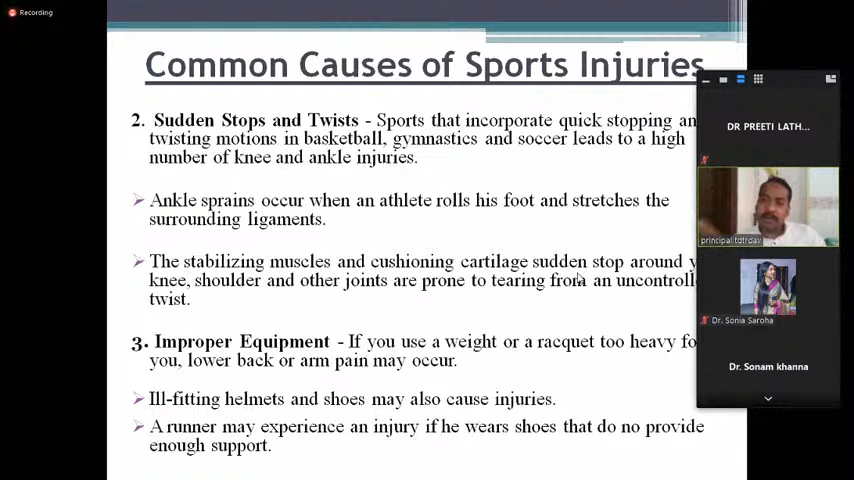 Recording
Common Causes of Sports Injuries
2. Sudden Stops and Twists - Sports that incorporate quick stopping an
twisting motions in basketball, gymnastics and soccer leads to a high
number of knee and ankle injuries.
Ankle sprains occur when an athlete rolls his foot and stretches the
surrounding ligaments.
The stabilizing muscles and cushioning cartilage sudden stop around y
knee, shoulder and other joints are prone to tearing from an uncontroll
twist.
3. Improper Equipment - If you use a weight or a racquet too heavy fo
you, lower back or arm pain may occur.
Ill-fitting helmets and shoes may also cause injuries.
A runner may experience an injury if he wears shoes that do no provide
enough support.
DR PREETI LATH...
principal tdtrdav
Dr. Sonia Saroha
Dr. Sonam khanna